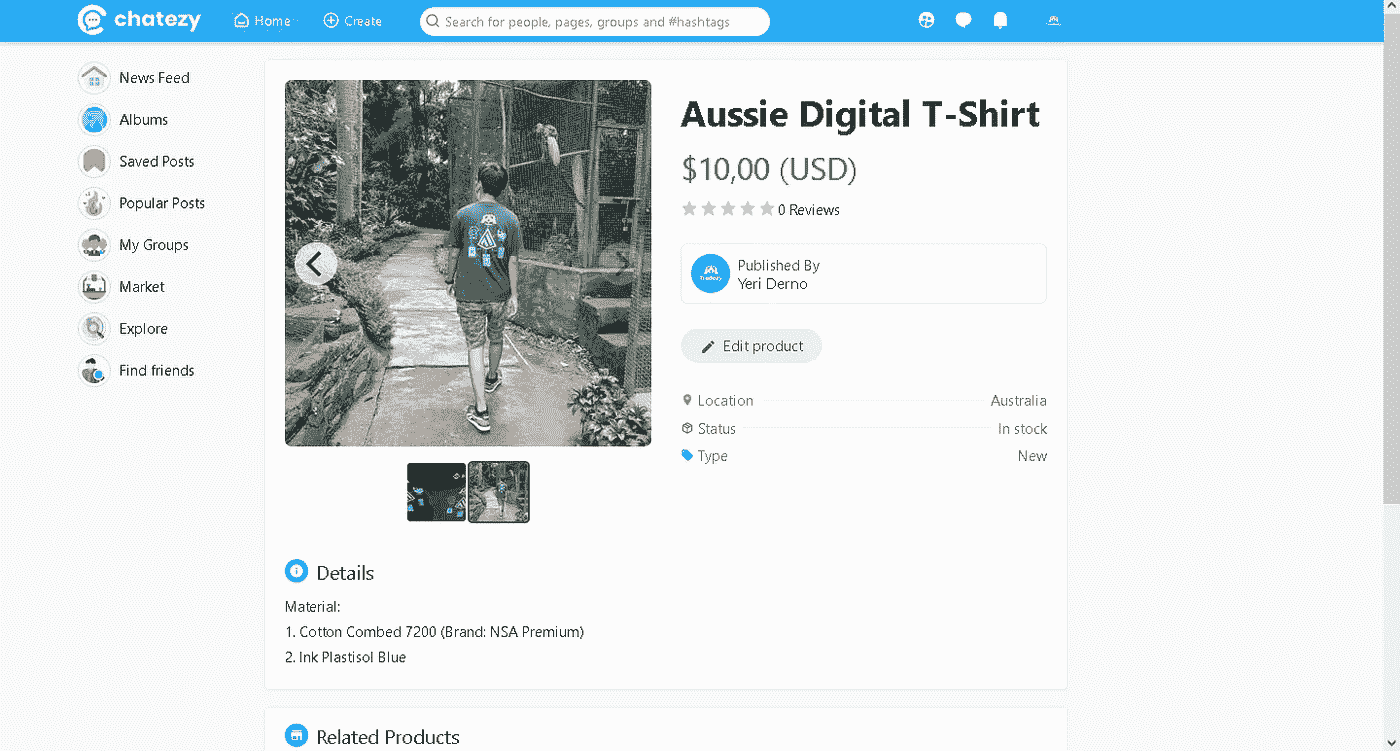 chatezy
Home
Create
Search for people, pages, groups and #hashtags
News Feed
Albums
Saved Posts
Popular Posts
My Groups
Market
Explore
Find friends
Aussie Digital T-Shirt
$10,00 (USD)
0 Reviews
Published By
Yeri Derno
Edit product
Location Australia
Status In stock
Type New
Details
Material:
1. Cotton Combed 7200 (Brand: NSA Premium)
2. Ink Plastisol Blue
Related Products